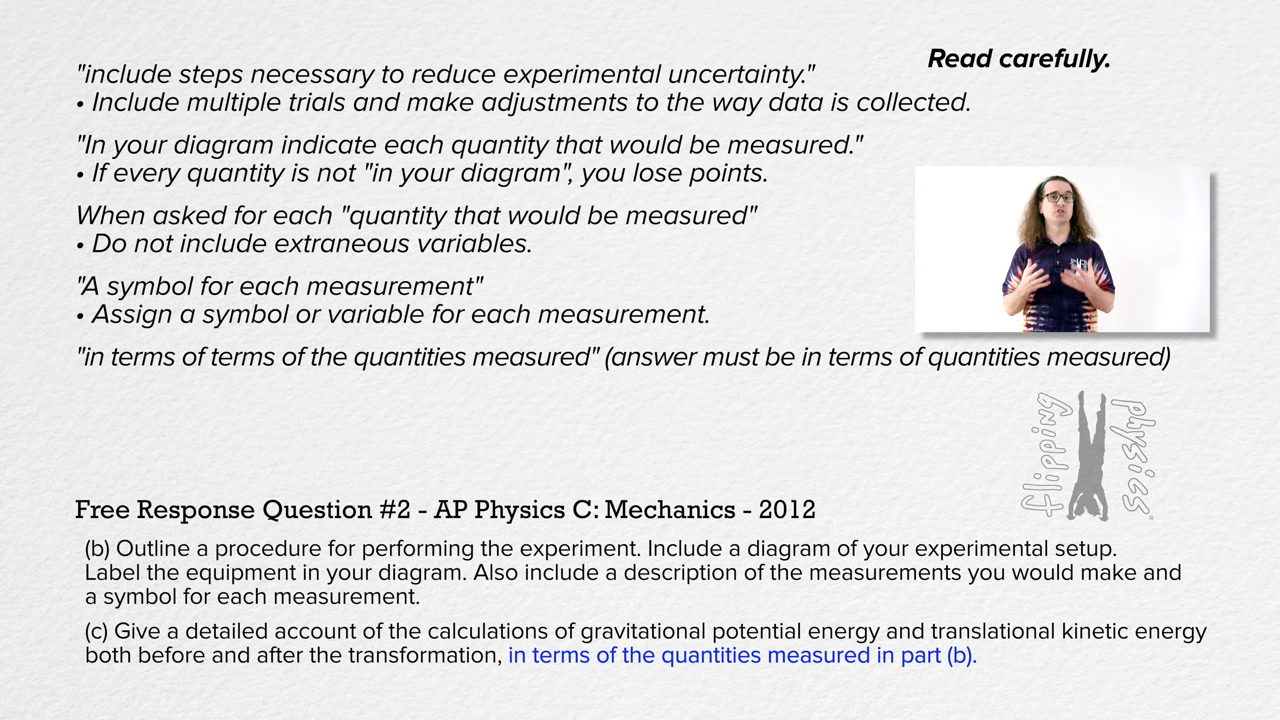 Read carefully.
"include steps necessary to reduce experimental uncertainty."
• Include multiple trials and make adjustments to the way data is collected.
"In your diagram indicate each quantity that would be measured."
• If every quantity is not "in your diagram", you lose points.
When asked for each "quantity that would be measured"
• Do not include extraneous variables.
"A symbol for each measurement"
• Assign a symbol or variable for each measurement.
"in terms of terms of the quantities measured" (answer must be in terms of quantities measured)
flipping
physics®
Free Response Question #2 - AP Physics C: Mechanics - 2012
(b) Outline a procedure for performing the experiment. Include a diagram of your experimental setup.
Label the equipment in your diagram. Also include a description of the measurements you would make and
a symbol for each measurement.
(c) Give a detailed account of the calculations of gravitational potential energy and translational kinetic energy
both before and after the transformation, in terms of the quantities measured in part (b).